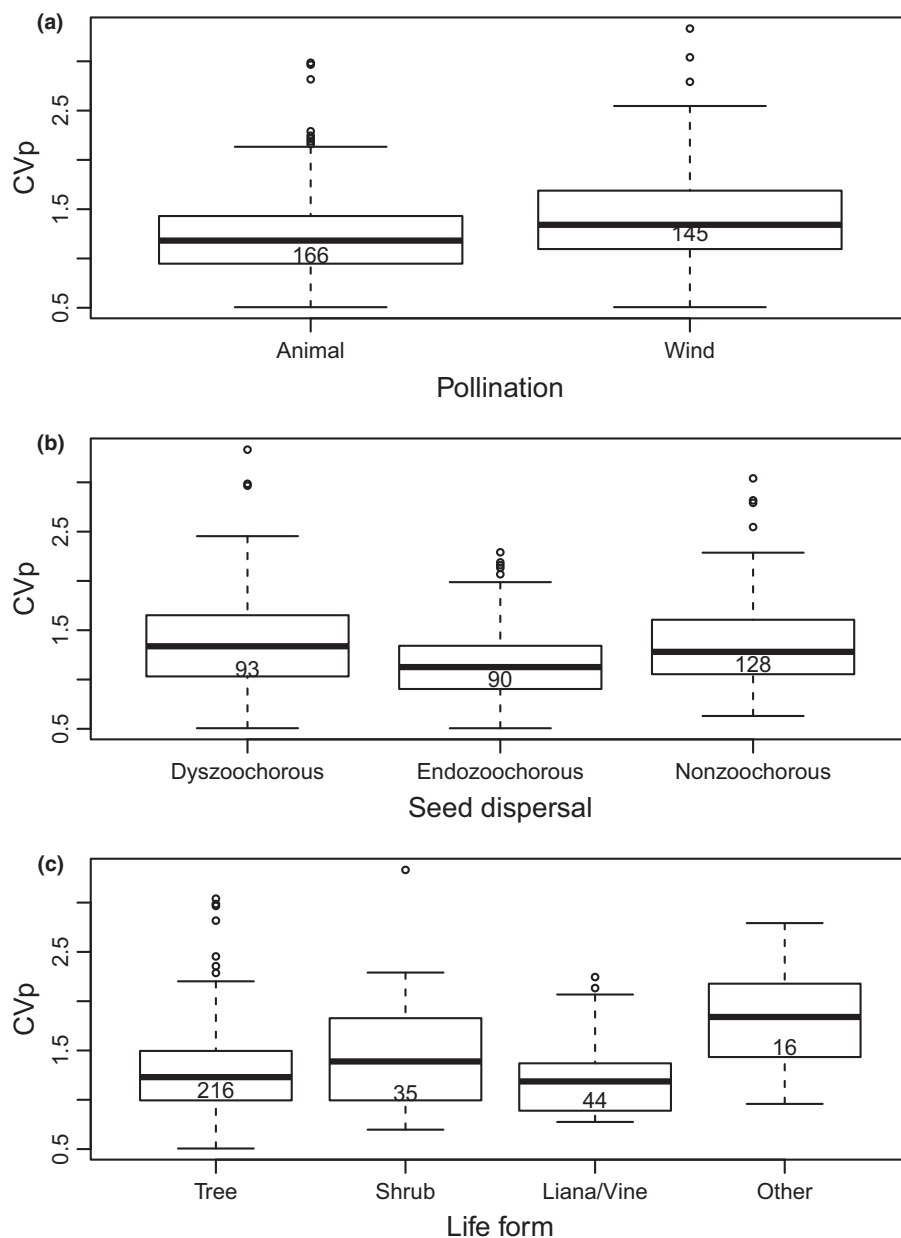 (a)
CVp
2.5
1.5
0.5
166
145
Animal
Wind
Pollination
(b)
CVp
2.5
1.5
0.5
93
90
128
Dyszoochorous
Endozoochorous
Nonzoochorous
Seed dispersal
(c)
CVp
2.5
1.5
0.5
216
35
44
16
Tree
Shrub
Liana/Vine
Other
Life form